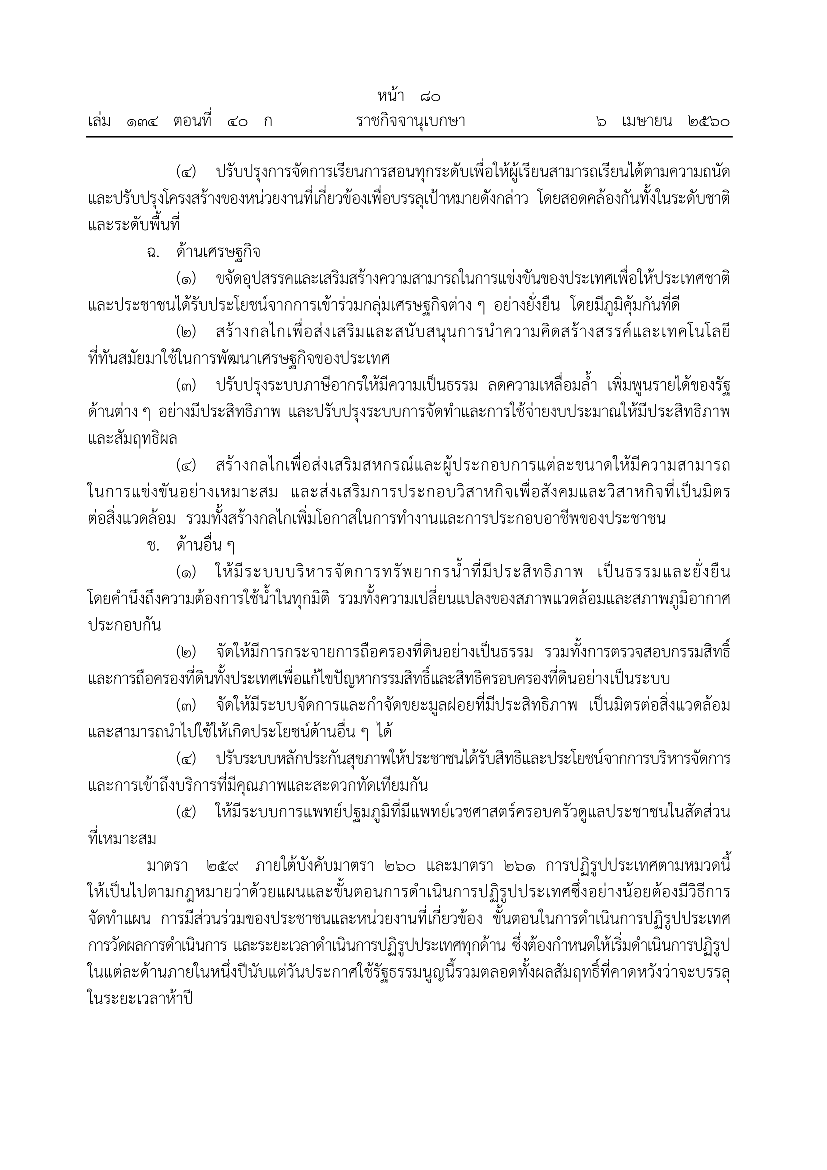 หน้า ๘๐
เล่ม ๑๓๔ ตอนที่ ๔๐ ก ราชกิจจานุเบกษา ๖ เมษายน ๒๕๖๐
(๔) ปรับปรุงการจัดการเรียนการสอนทุกระดับเพื่อให้ผู้เรียนสามารถเรียนได้ตามความถนัด
และปรับปรุงโครงสร้างของหน่วยงานที่เกี่ยวข้องเพื่อบรรลุเป้าหมายดังกล่าว โดยสอดคล้องกันทั้งในระดับชาติ
และระดับพื้นที่
ฉ. ด้านเศรษฐกิจ
(๑) ขจัดอุปสรรคและเสริมสร้างความสามารถในการแข่งขันของประเทศเพื่อให้ประเทศชาติ
และประชาชนได้รับประโยชน์จากการเข้าร่วมกลุ่มเศรษฐกิจต่าง ๆ อย่างยั่งยืน โดยมีภูมิคุ้มกันที่ดี
(๒) สร้างกลไกเพื่อส่งเสริมและสนับสนุนการนำความคิดสร้างสรรค์และเทคโนโลยี
ที่ทันสมัยมาใช้ในการพัฒนาเศรษฐกิจของประเทศ
(๓) ปรับปรุงระบบภาษีอากรให้มีความเป็นธรรม ลดความเหลื่อมล้ำ เพิ่มพูนรายได้ของรัฐ
ด้านต่าง ๆ อย่างมีประสิทธิภาพ และปรับปรุงระบบการจัดทำและการใช้จ่ายงบประมาณให้มีประสิทธิภาพ
และสัมฤทธิผล
(๔) สร้างกลไกเพื่อส่งเสริมสหกรณ์และผู้ประกอบการแต่ละขนาดให้มีความสามารถ
ในการแข่งขันอย่างเหมาะสม และส่งเสริมการประกอบวิสาหกิจเพื่อสังคมและวิสาหกิจที่เป็นมิตร
ต่อสิ่งแวดล้อม รวมทั้งสร้างกลไกเพิ่มโอกาสในการทำงานและการประกอบอาชีพของประชาชน
ช. ด้านอื่น ๆ
(๑) ให้มีระบบบริหารจัดการทรัพยากรน้ำที่มีประสิทธิภาพ เป็นธรรมและยั่งยืน
โดยคำนึงถึงความต้องการใช้น้ำในทุกมิติ รวมทั้งความเปลี่ยนแปลงของสภาพแวดล้อมและสภาพภูมิอากาศ
ประกอบกัน
(๒) จัดให้มีการกระจายการถือครองที่ดินอย่างเป็นธรรม รวมทั้งการตรวจสอบกรรมสิทธิ์
และการถือครองที่ดินทั้งประเทศเพื่อแก้ไขปัญหากรรมสิทธิ์และสิทธิครอบครองที่ดินอย่างเป็นระบบ
(๓) จัดให้มีระบบจัดการและกำจัดขยะมูลฝอยที่มีประสิทธิภาพ เป็นมิตรต่อสิ่งแวดล้อม
และสามารถนำไปใช้ให้เกิดประโยชน์ด้านอื่น ๆ ได้
(๔) ปรับระบบหลักประกันสุขภาพให้ประชาชนได้รับสิทธิและประโยชน์จากการบริหารจัดการ
และการเข้าถึงบริการที่มีคุณภาพและสะดวกทัดเทียมกัน
(๕) ให้มีระบบการแพทย์ปฐมภูมิที่มีแพทย์เวชศาสตร์ครอบครัวดูแลประชาชนในสัดส่วน
ที่เหมาะสม
มาตรา ๒๕๙ ภายใต้บังคับมาตรา ๒๖๐ และมาตรา ๒๖๑ การปฏิรูปประเทศตามหมวดนี้
ให้เป็นไปตามกฎหมายว่าด้วยแผนและขั้นตอนการดำเนินการปฏิรูปประเทศซึ่งอย่างน้อยต้องมีวิธีการ
จัดทำแผน การมีส่วนร่วมของประชาชนและหน่วยงานที่เกี่ยวข้อง ขั้นตอนในการดำเนินการปฏิรูปประเทศ
การวัดผลการดำเนินการ และระยะเวลาดำเนินการปฏิรูปประเทศทุกด้าน ซึ่งต้องกำหนดให้เริ่มดำเนินการปฏิรูป
ในแต่ละด้านภายในหนึ่งปีนับแต่วันประกาศใช้รัฐธรรมนูญนี้รวมตลอดทั้งผลสัมฤทธิ์ที่คาดหวังว่าจะบรรลุ
ในระยะเวลาห้าปี